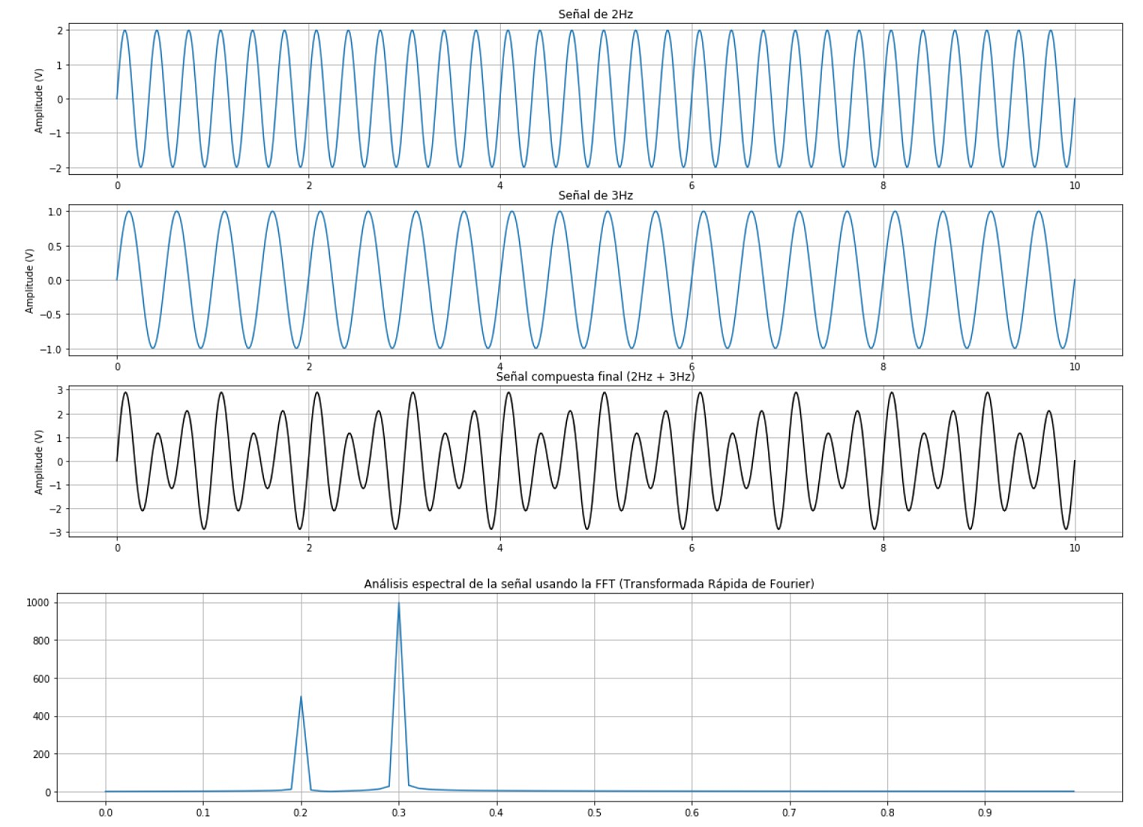 Señal de 2Hz
2
1
0
−1
−2
Amplitude (V)
0 2 4 6 8 10
Señal de 3Hz
1.0
0.5
0.0
−0.5
−1.0
Amplitude (V)
0 2 4 6 8 10
Señal compuesta final (2Hz + 3Hz)
3
2
1
0
−1
−2
−3
Amplitude (V)
0 2 4 6 8 10
Análisis espectral de la señal usando la FFT (Transformada Rápida de Fourier)
1000
800
600
400
200
0
0.0 0.1 0.2 0.3 0.4 0.5 0.6 0.7 0.8 0.9